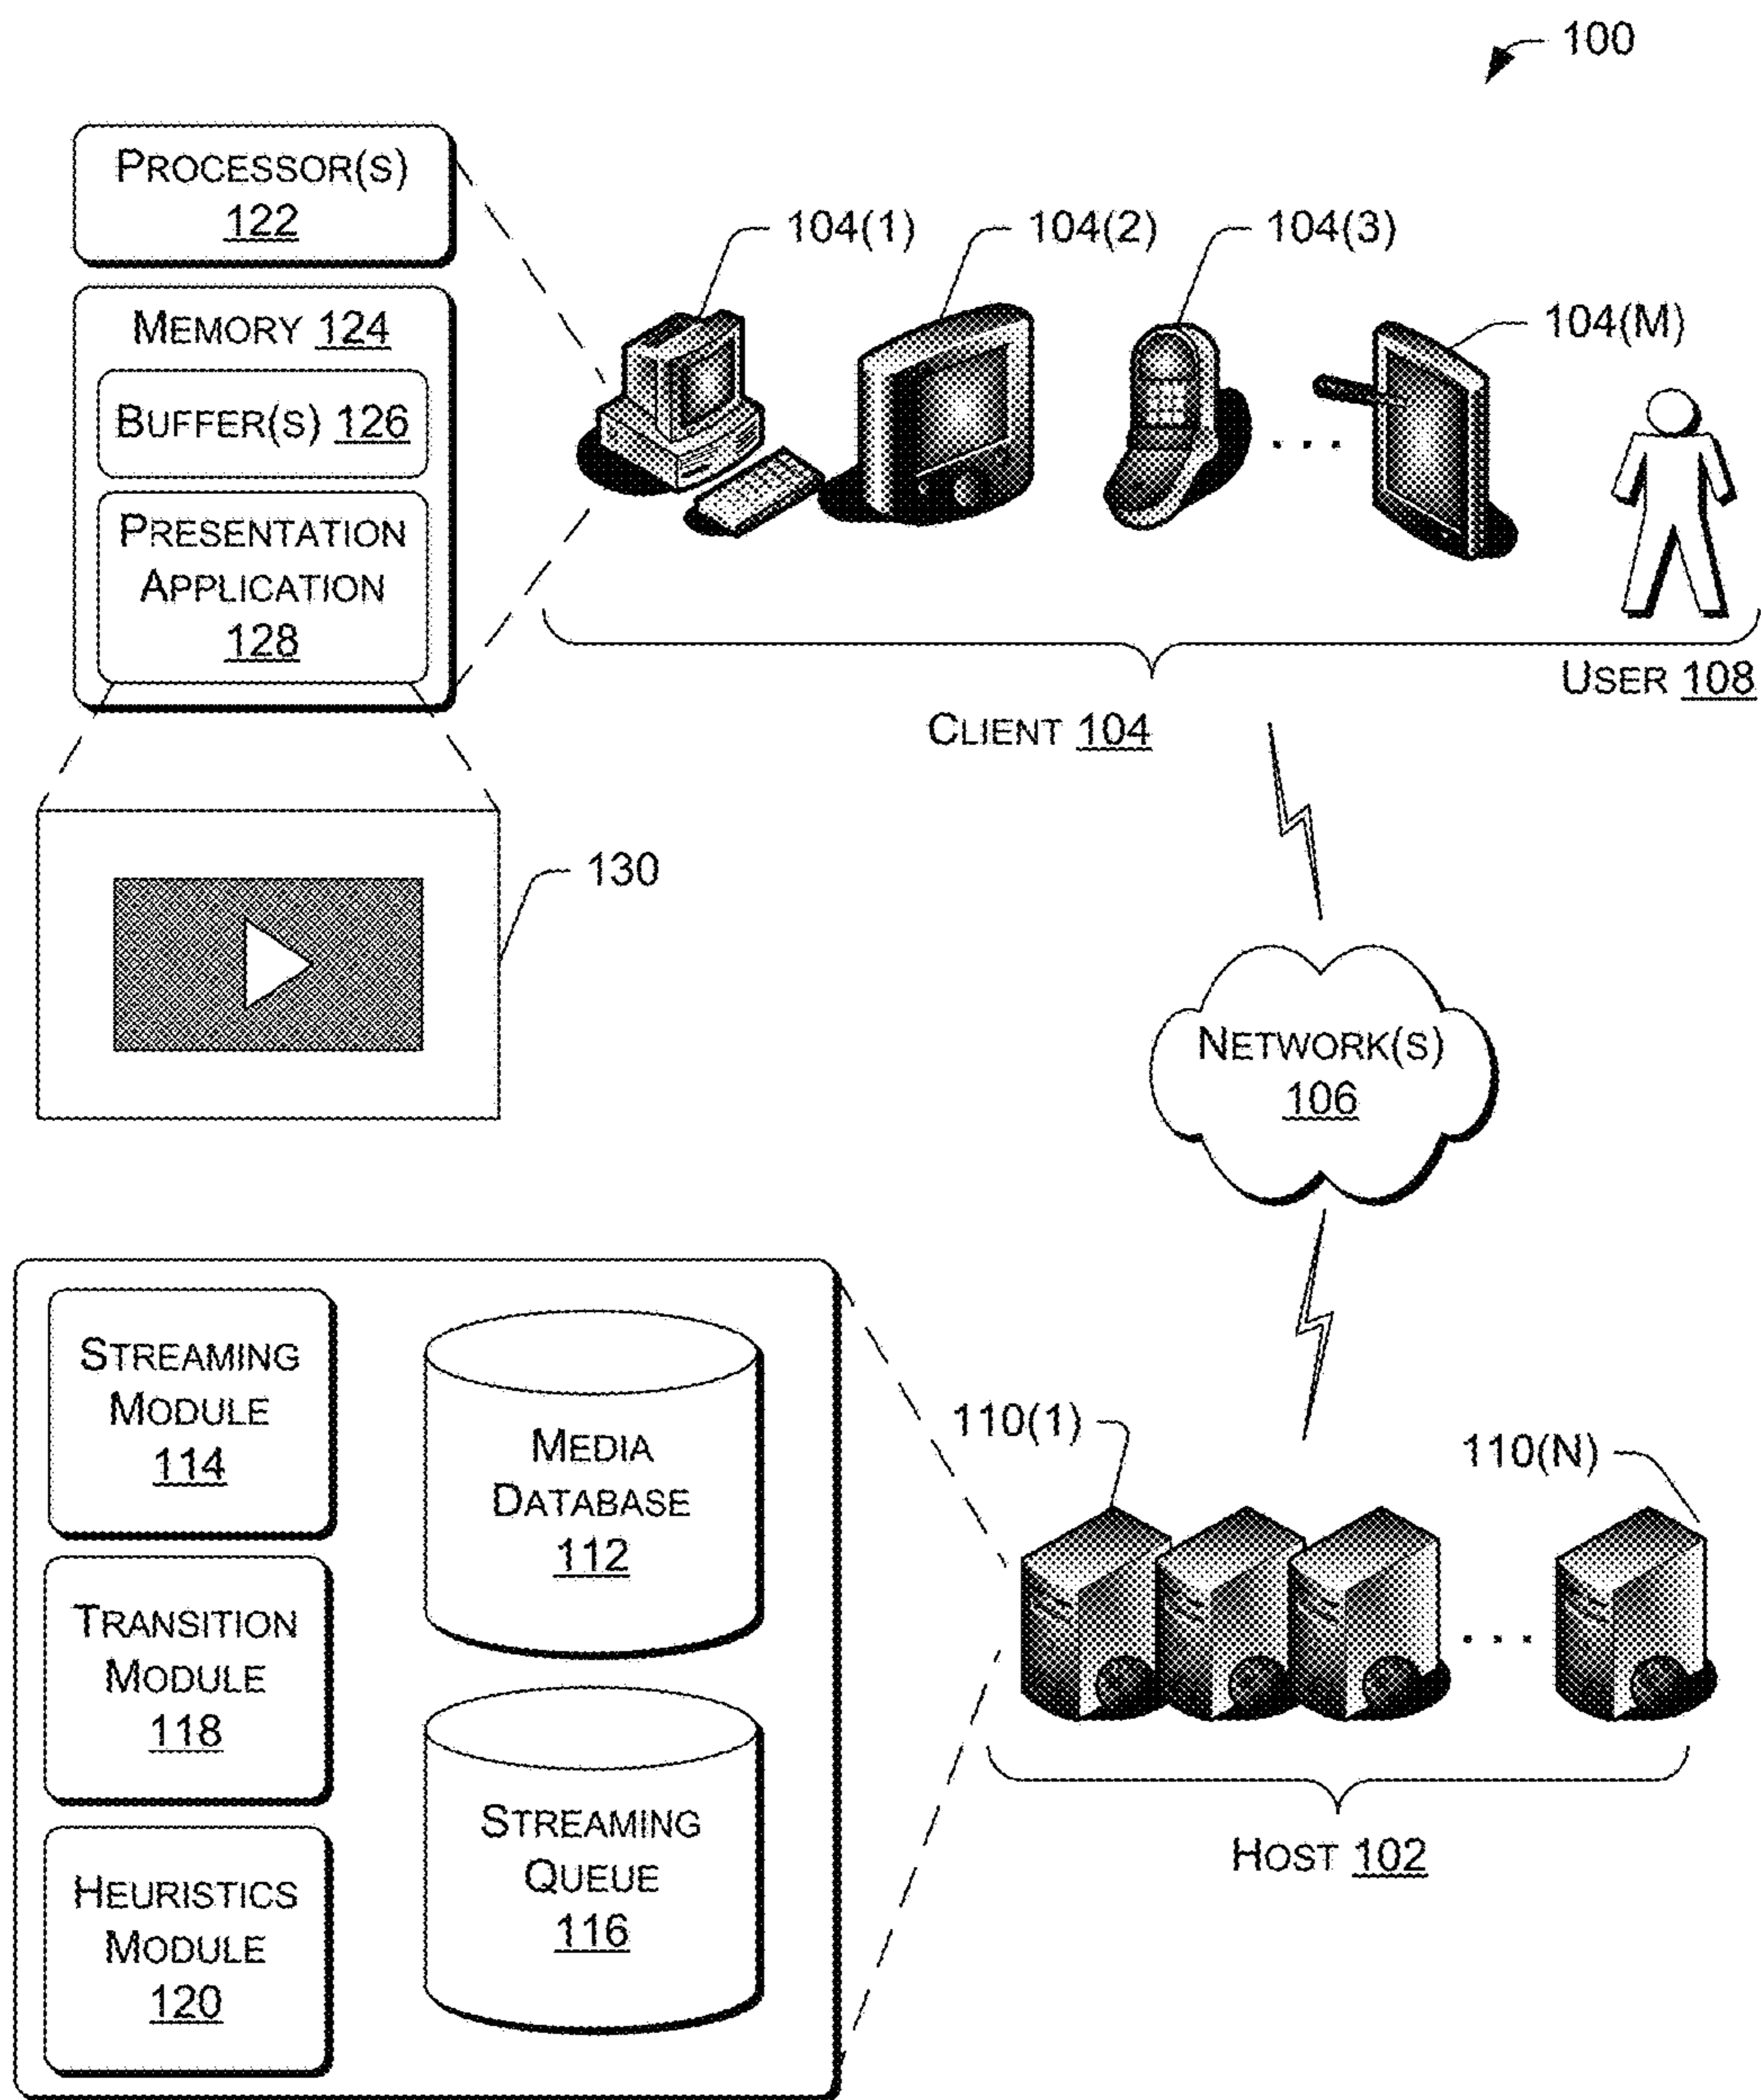 100
PROCESSOR(S)
122
MEMORY 124
BUFFER(S) 126
PRESENTATION
APPLICATION
128
104(1)
104(2)
104(3)
104(M)
. . .
USER 108
CLIENT 104
130
NETWORK(S)
106
STREAMING
MODULE
114
TRANSITION
MODULE
118
HEURISTICS
MODULE
120
MEDIA
DATABASE
112
STREAMING
QUEUE
116
110(1)
110(N)
. . .
HOST 102